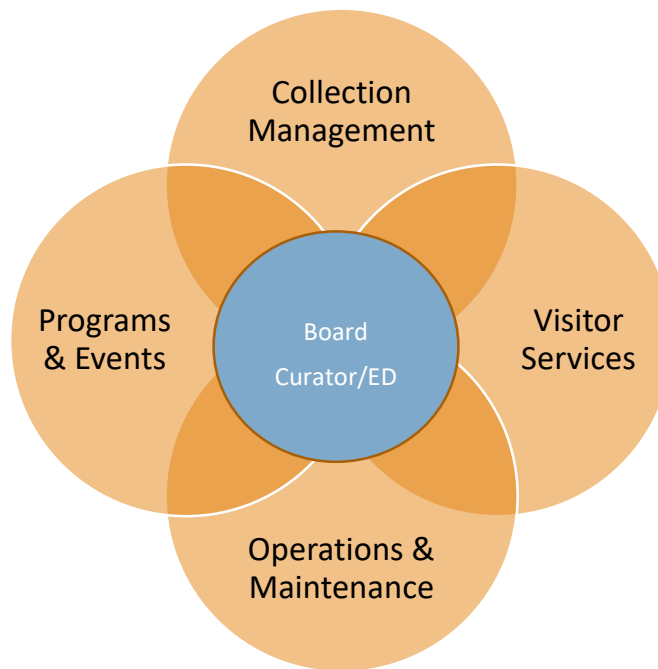 Collection
Management
Programs
& Events
Board
Curator/ED
Visitor
Services
Operations &
Maintenance